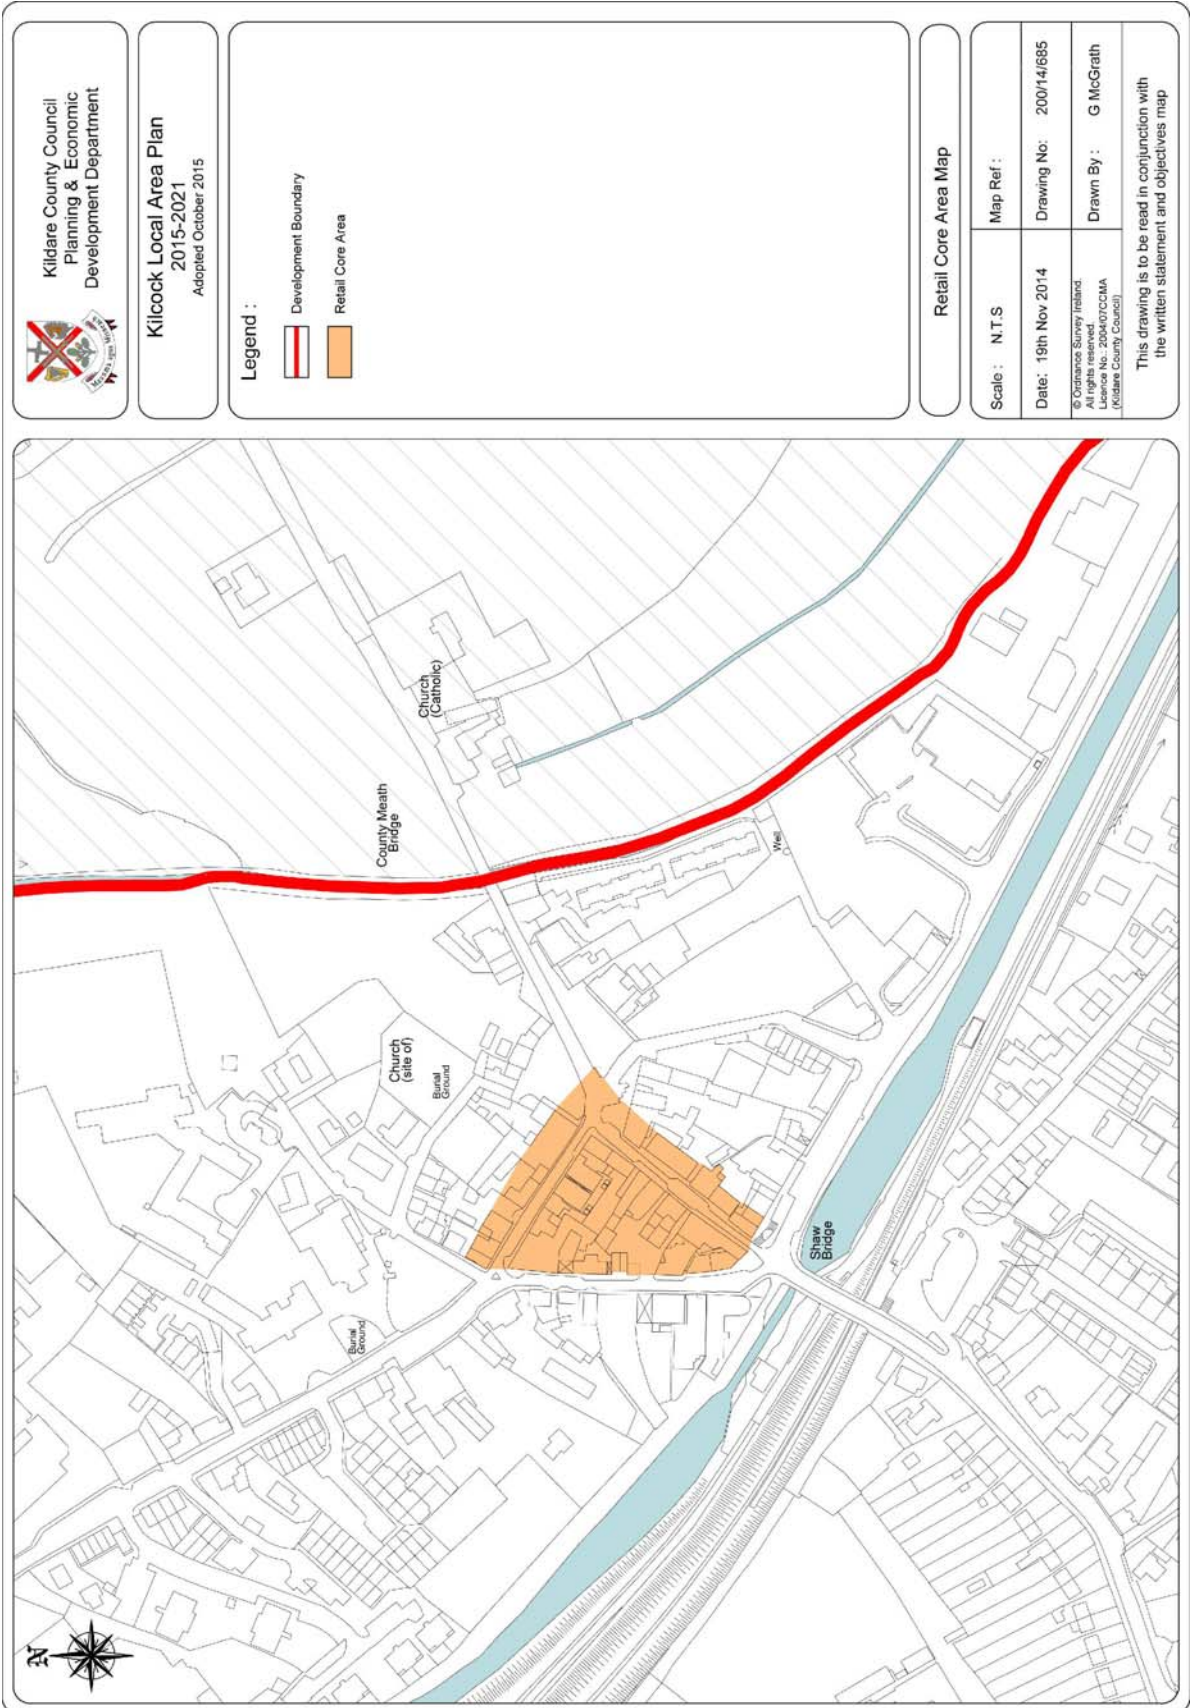 Kildare County Council
Planning & Economic
Development Department
Kilcock Local Area Plan
2015-2021
Adopted October 2015
Legend :
Development Boundary
Retail Core Area
Retail Core Area Map
Scale : N.T.S
Map Ref :
Date: 19th Nov 2014
Drawing No: 200/14/685
© Ordnance Survey Ireland.
All rights reserved.
Licence No.: 2004/07CCMA
(Kildare County Council)
Drawn By : G McGrath
This drawing is to be read in conjunction with
the written statement and objectives map
Church
(Catholic)
County Meath
Bridge
Well
Church
(site of)
Burial
Ground
Shaw
Bridge
Burial
Ground
N